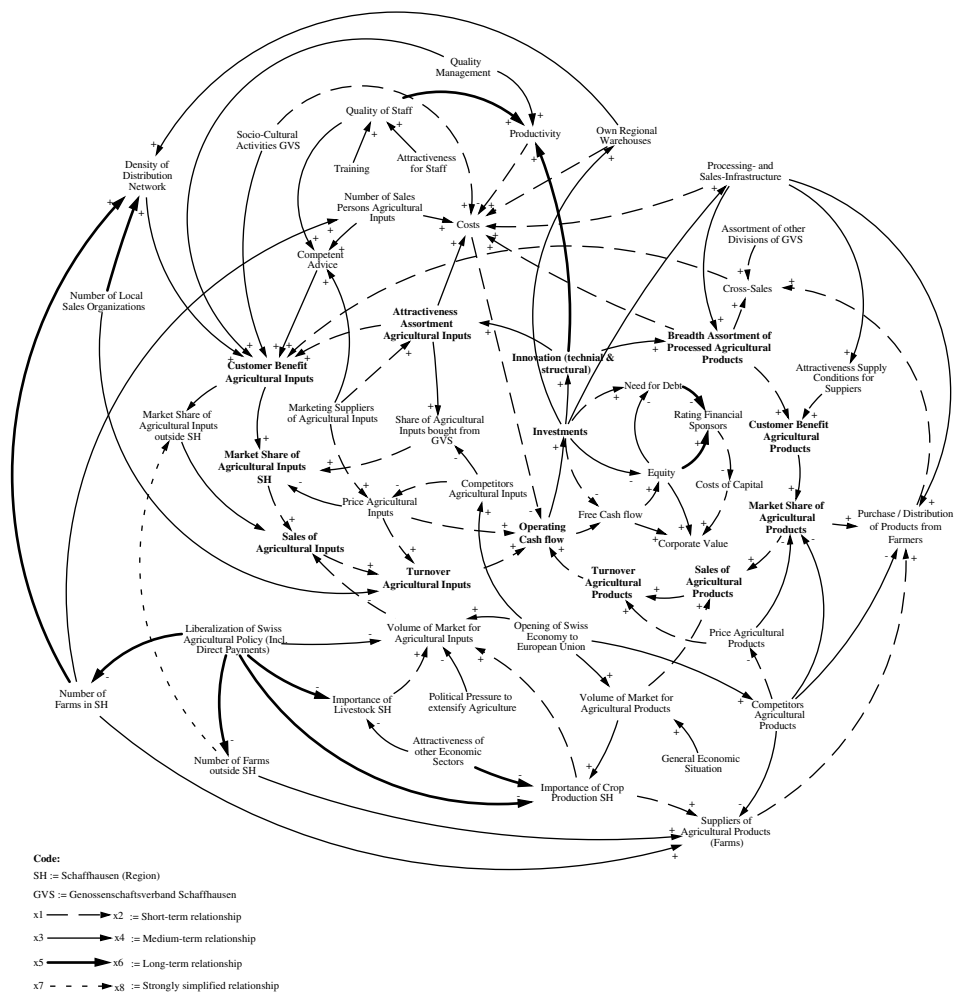 Quality
Management
Quality of Staff
Socio-Cultural
Activities GVS
Productivity
Own Regional
Warehouses
Training
Attractiveness
for Staff
Density of
Distribution
Network
Processing- and
Sales-Infrastructure
Number of Sales
Persons Agricultural
Inputs
Costs
Assortment of other
Divisions of GVS
Competent
Advice
Cross-Sales
Number of Local
Sales Organizations
Attractiveness
Assortment
Agricultural Inputs
Breadth Assortment of
Processed Agricultural
Products
Innovation (technial &
structural)
Customer Benefit
Agricultural Inputs
Attractiveness Supply
Conditions for
Suppiers
Need for Debt
Market Share of
Agricultural Inputs
outside SH
Marketing Suppliers
of Agricultural Inputs
Share of Agricultural
Inputs bought from
GVS
Rating Financial
Sponsors
Investments
Customer Benefit
Agricultural
Products
Market Share of
Agricultural Inputs
SH
Equity
Competitors
Agricultural Inputs
Costs of Capital
Price Agricultural
Inputs
Free Cash flow
Market Share of
Agricultural
Products
Purchase / Distribution
of Products from
Farmers
Operating
Cash flow
Sales of
Agricultural Inputs
Corporate Value
Turnover
Agricultural Inputs
Turnover
Agricultural
Products
Sales of
Agricultural
Products
Liberalization of Swiss
Agricultural Policy (Incl.
Direct Payments)
Volume of Market for
Agricultural Inputs
Opening of Swiss
Economy to
European Union
Price Agricultural
Products
Number of
Farms in SH
Importance of
Livestock SH
Political Pressure to
extensify Agriculture
Volume of Market for
Agricultural Products
Competitors
Agricultural
Products
Number of Farms
outside SH
Attractiveness of
other Economic
Sectors
General Economic
Situation
Importance of Crop
Production SH
Suppliers of
Agricultural Products
(Farms)
Code:
SH := Schaffhausen (Region)
GVS := Genossenschaftsverband Schaffhausen
x1 x2 := Short-term relationship
x3 x4 := Medium-term relationship
x5 x6 := Long-term relationship
x7 x8 := Strongly simplified relationship